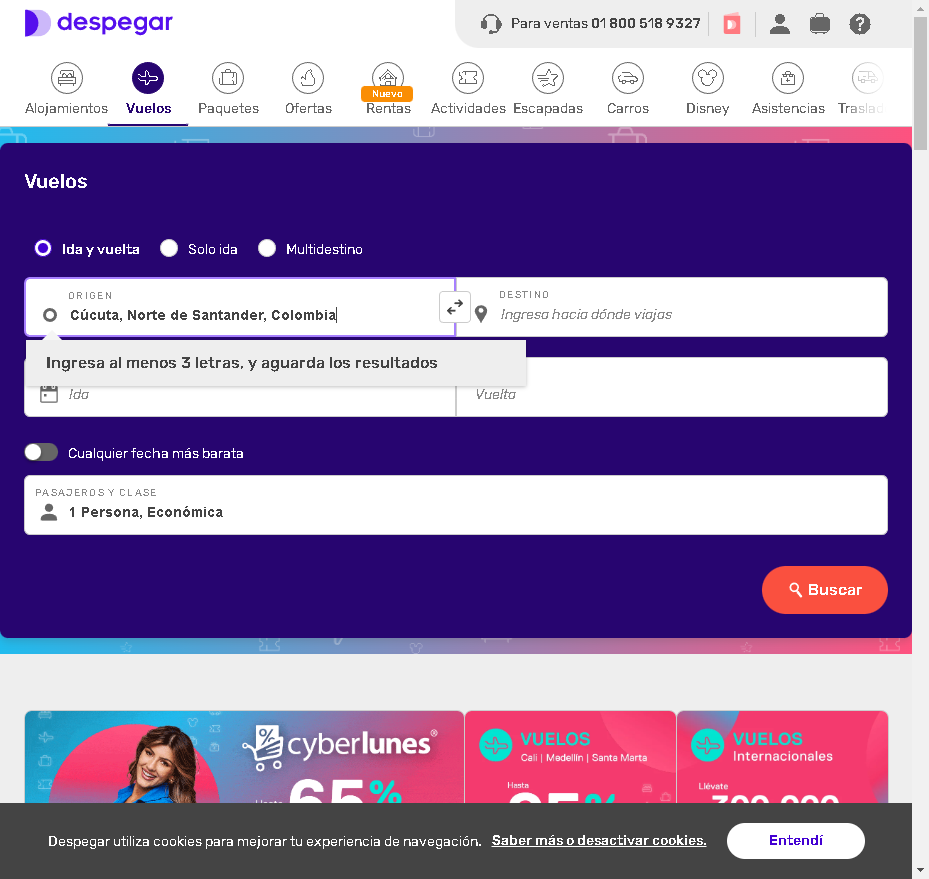 despegar
Para ventas 01 800 518 9327
Alojamientos
Vuelos
Paquetes
Ofertas
Nuevo
Rentas
Actividades
Escapadas
Carros
Disney
Asistencias
Vuelos
Ida y vuelta
Solo ida
Multidestino
ORIGEN
Cúcuta, Norte de Santander, Colombia
DESTINO
Ingresa hacia dónde viajas
Ingresa al menos 3 letras, y aguarda los resultados
Ida
Vuelta
Cualquier fecha más barata
PASAJEROS Y CLASE
1 Persona, Económica
Buscar
cyberlunes®
Hasta
65%
VUELOS
Cali | Medellín | Santa Marta
Hasta
VUELOS
Internacionales
Llévate
Despegar utiliza cookies para mejorar tu experiencia de navegación. Saber más o desactivar cookies.
Entendí